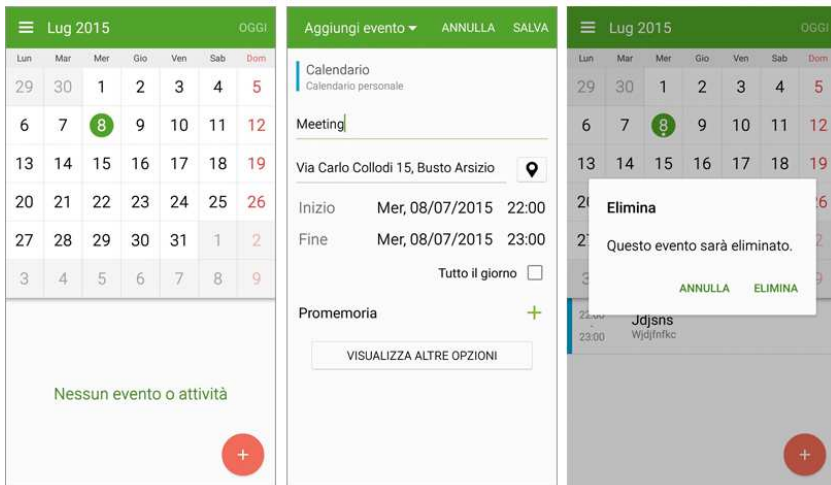 Lug 2015 OGGI
Lun Mar Mer Gio Ven Sab Dom
29 30 1 2 3 4 5
6 7 8 9 10 11 12
13 14 15 16 17 18 19
20 21 22 23 24 25 26
27 28 29 30 31 1 2
3 4 5 6 7 8 9
Nessun evento o attività
+
Aggiungi evento ANNULLA SALVA
Calendario
Calendario personale
Meeting
Via Carlo Collodi 15, Busto Arsizio
Inizio Mer, 08/07/2015 22:00
Fine Mer, 08/07/2015 23:00
Tutto il giorno
Promemoria +
VISUALIZZA ALTRE OPZIONI
Lug 2015 OGGI
Lun Mar Mer Gio Ven Sab Dom
29 30 1 2 3 4 5
6 7 8 9 10 11 12
13 14 15 16 17 18 19
Elimina
Questo evento sarà eliminato.
ANNULLA ELIMINA
22:00 - 23:00
Jdjsns
Wjdjfnfkc
+